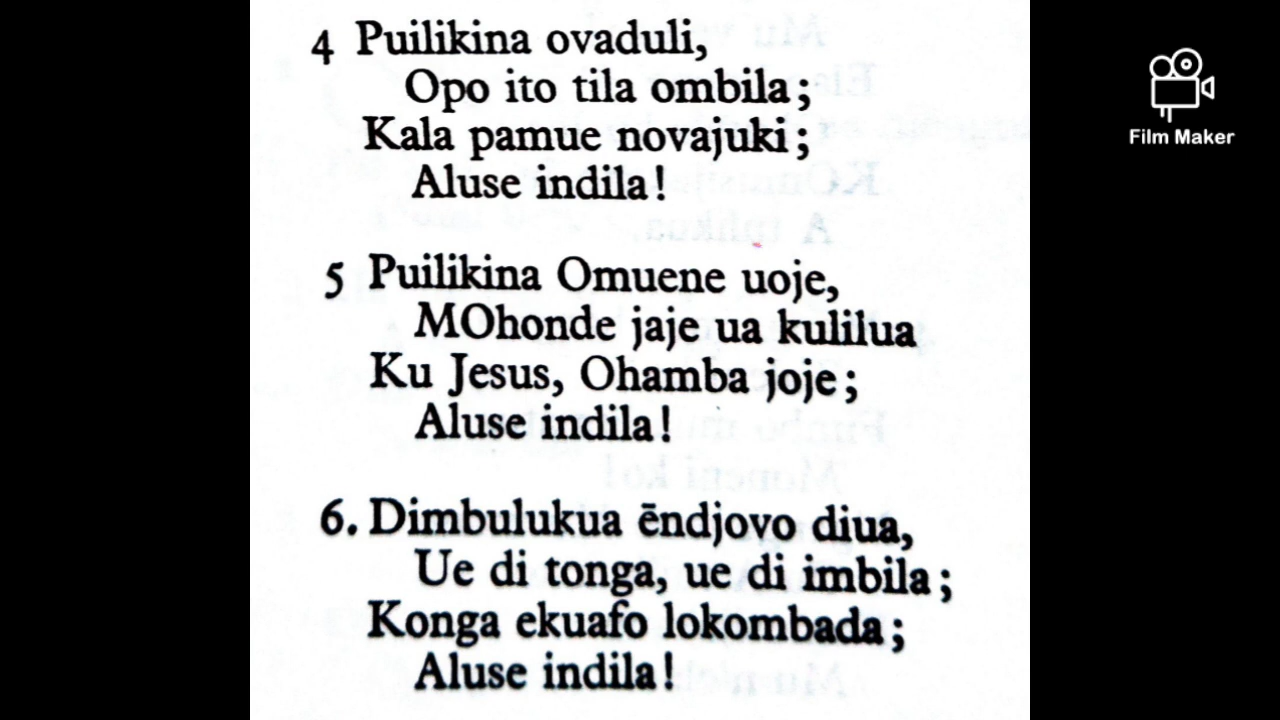 4 Puilikina ovaduli,
Opo ito tila ombila;
Kala pamue novajuki;
Aluse indila!
5 Puilikina Omuene uoje,
MOhonde jaje ua kulilua
Ku Jesus, Ohamba joje;
Aluse indila!
6. Dimbulukua ēndjovo diua,
Ue di tonga, ue di imbila;
Konga ekuafo lokombada;
Aluse indila!
Film Maker